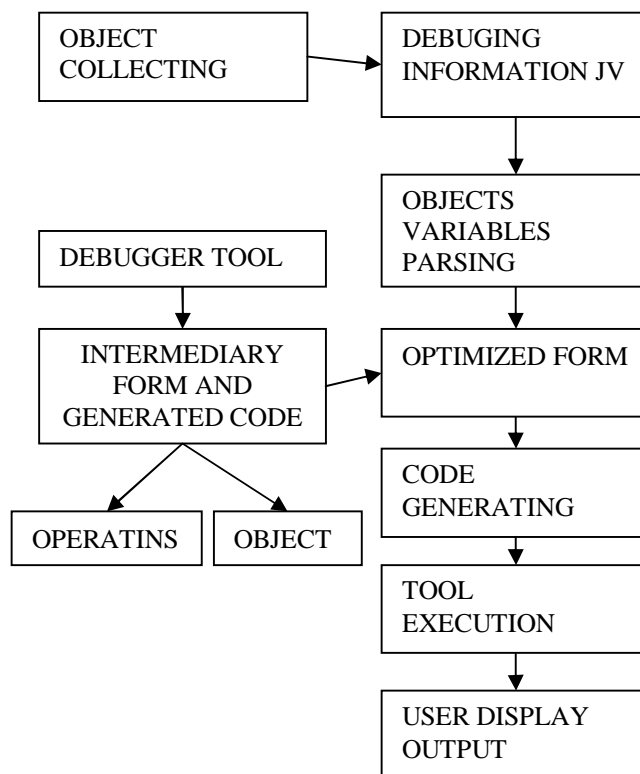 OBJECT
COLLECTING
DEBUGING
INFORMATION JV
OBJECTS
VARIABLES
PARSING
DEBUGGER TOOL
INTERMEDIARY
FORM AND
GENERATED CODE
OPTIMIZED FORM
CODE
GENERATING
OPERATINS
OBJECT
TOOL
EXECUTION
USER DISPLAY
OUTPUT